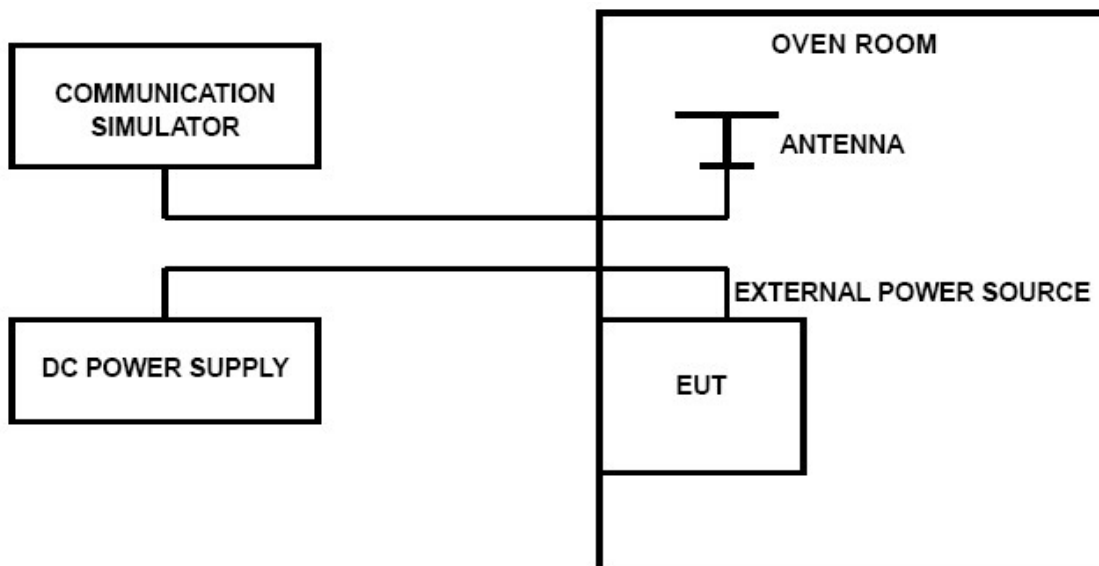 OVEN ROOM
COMMUNICATION
SIMULATOR
ANTENNA
EXTERNAL POWER SOURCE
DC POWER SUPPLY
EUT